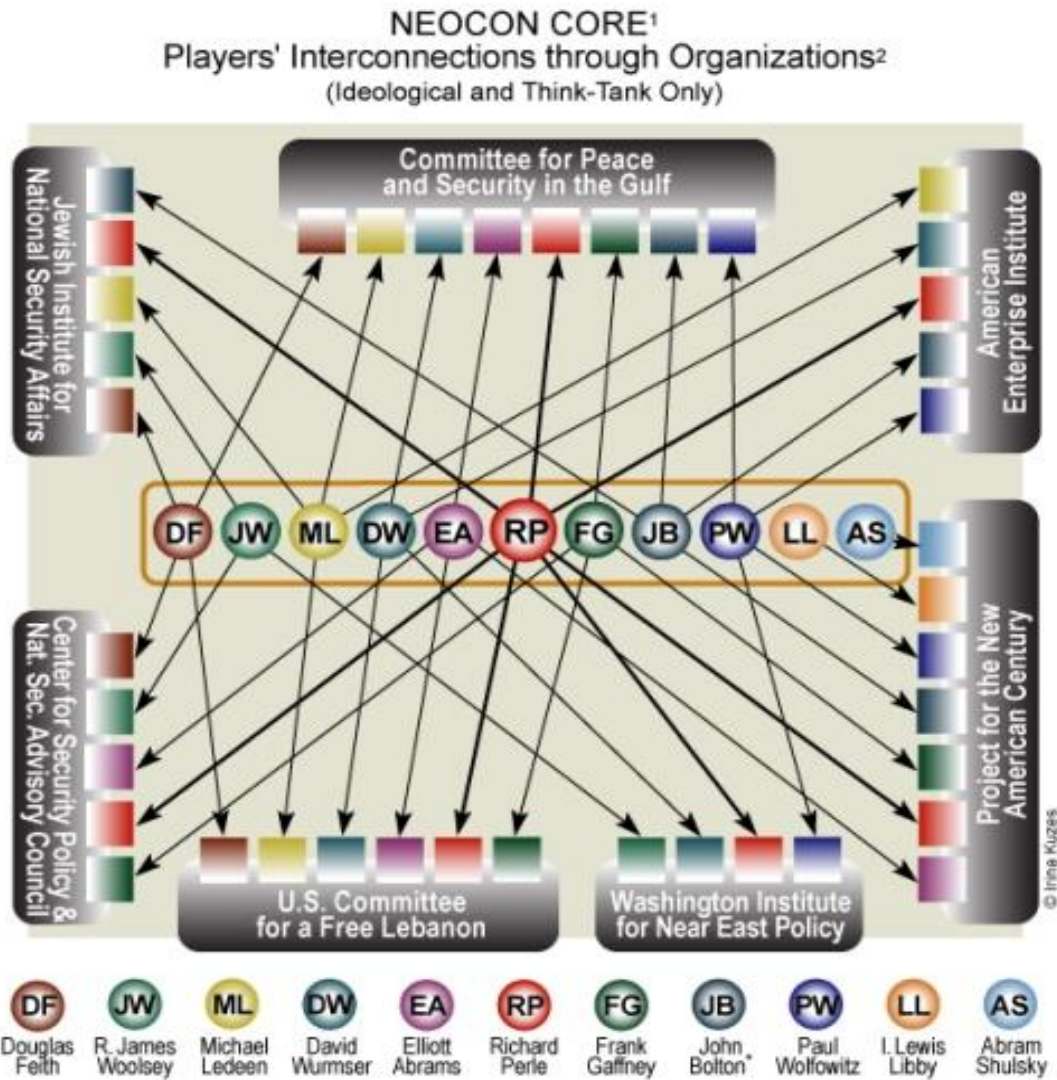 NEOCON CORE¹
Players' Interconnections through Organizations²
(Ideological and Think-Tank Only)
Committee for Peace
and Security in the Gulf
Jewish Institute for
National Security Affairs
American
Enterprise Institute
DF JW ML DW EA RP FG JB PW LL AS
Center for Security Policy &
Nat. Sec. Advisory Council
Project for the New
American Century
U.S. Committee
for a Free Lebanon
Washington Institute
for Near East Policy
© Irina Kuzes
DF JW ML DW EA RP FG JB PW LL AS
Douglas R. James Michael David Elliott Richard Frank John Paul I. Lewis Abram
Feith Woolsey Ledeen Wurmser Abrams Perle Gaffney Bolton* Wolfowitz Libby Shulsky